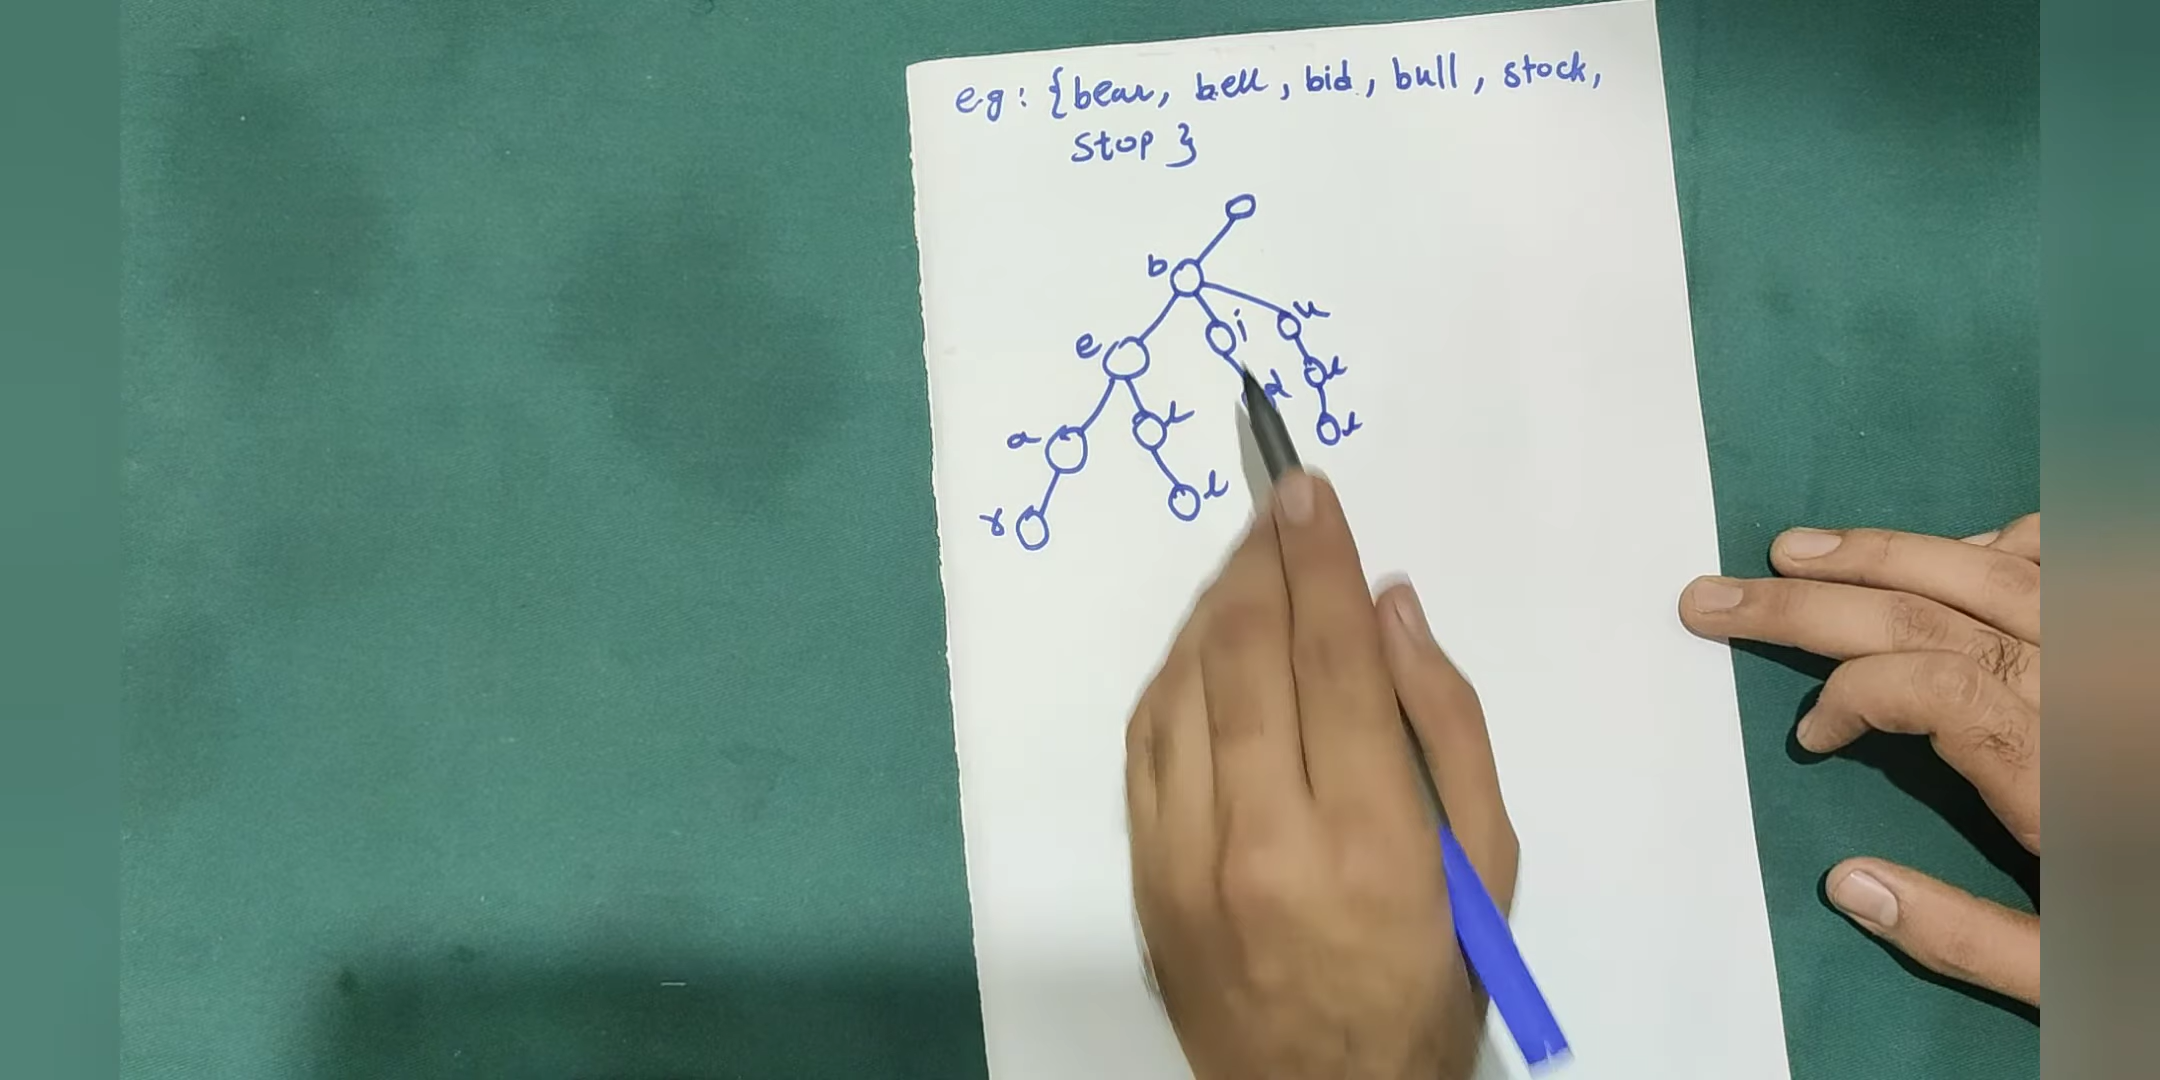 eg: {bear, bell, bid, bull, stock,
stop }
b
e
i
u
a
l
d
l
r
l
l